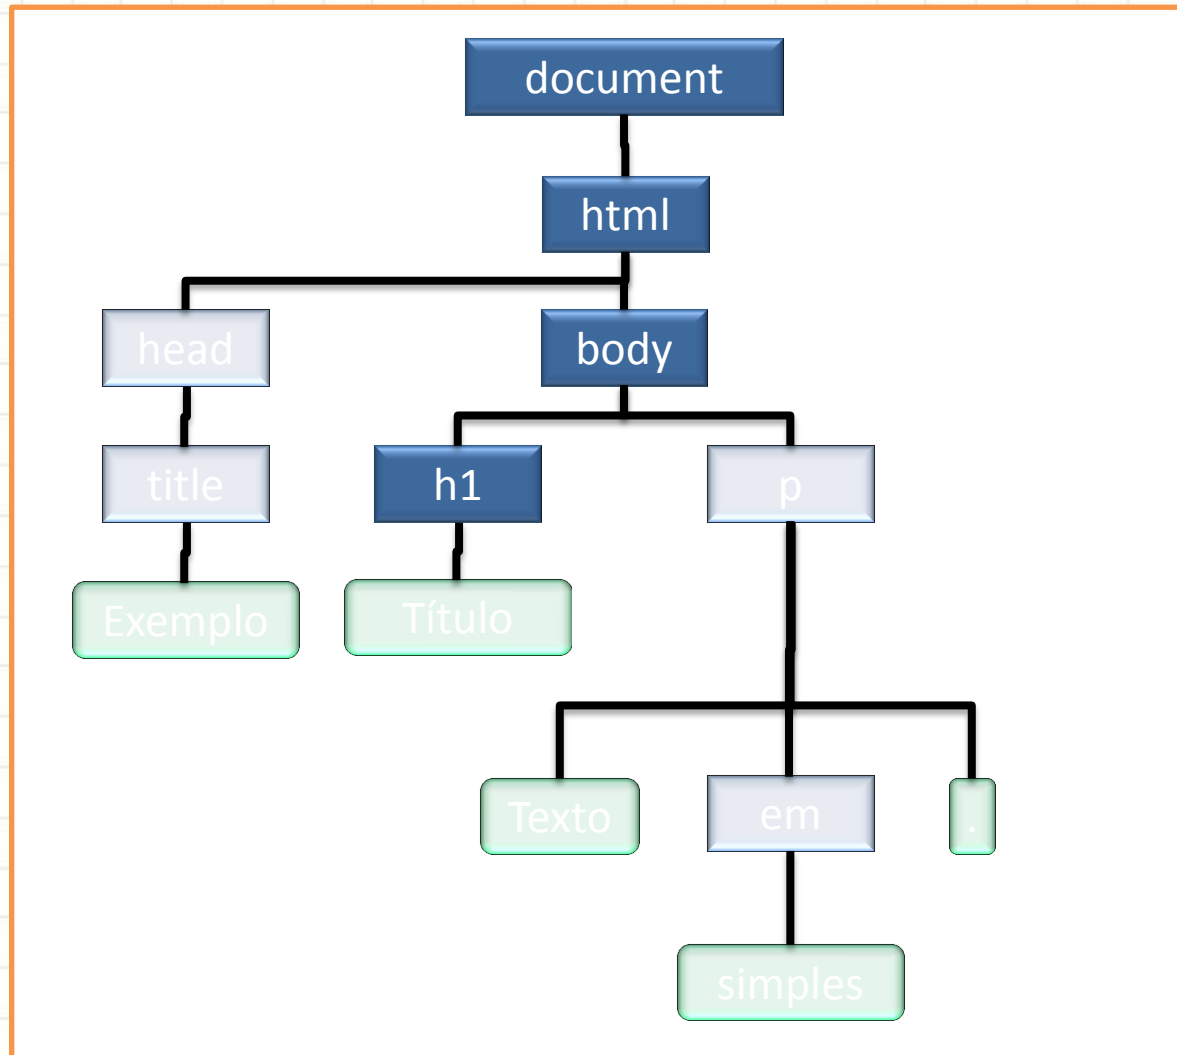 document
html
head
body
title
h1
p
Exemplo
Título
Texto
em
.
simples